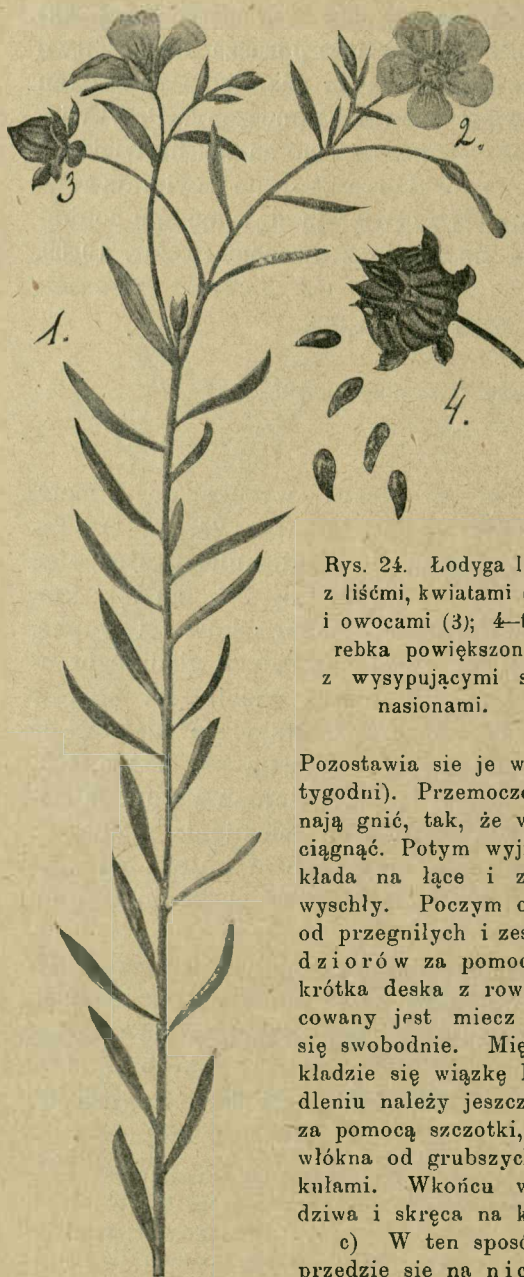 2.
3
1.
4.
Rys. 24. Łodyga l
z liśćmi, kwiatami
i owocami (3); 4—t
rebka powiększon
z wysypującymi s
nasionami.
Pozostawia sie je w
tygodni). Przemocze
nają gnić, tak, że w
ciągnąć. Potym wyj
kłada na łące i z
wyschły. Poczym o
od przegniłych i zes
dziorów za pomoc
krótka deska z row
cowany jest miecz
się swobodnie. Mię
kładzie się wiązkę l
dleniu należy jeszcz
za pomocą szczotki,
włókna od grubszyc
kułami. Wkońcu w
dziwa i skręca na k
c) W ten sposó
przędzie się na nic